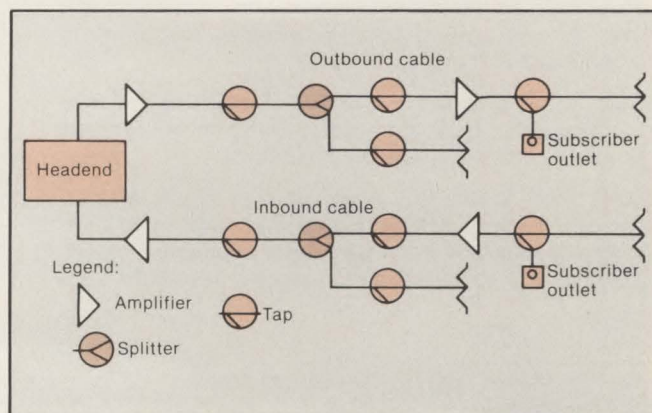 Outbound cable
Subscriber
outlet
Headend
Inbound cable
Subscriber
outlet
Legend:
Amplifier
Tap
Splitter